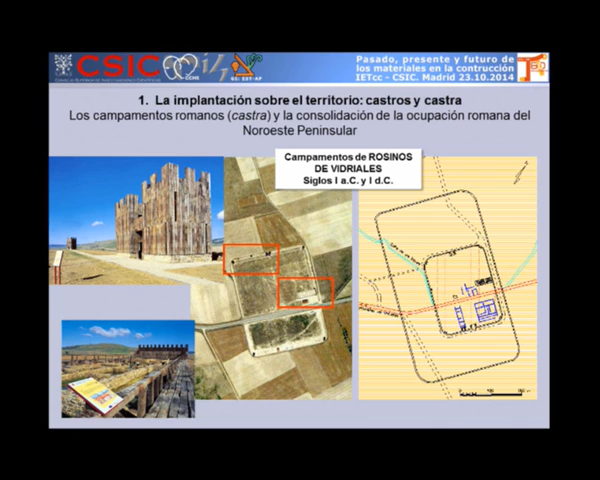 CSIC
CCHS
Pasado, presente y futuro de
los materiales en la contrucción
IETcc - CSIC. Madrid 23.10.2014
1. La implantación sobre el territorio: castros y castra
Los campamentos romanos (castra) y la consolidación de la ocupación romana del
Noroeste Peninsular
Campamentos de ROSINOS
DE VIDRIALES
Siglos I a.C. y I d.C.